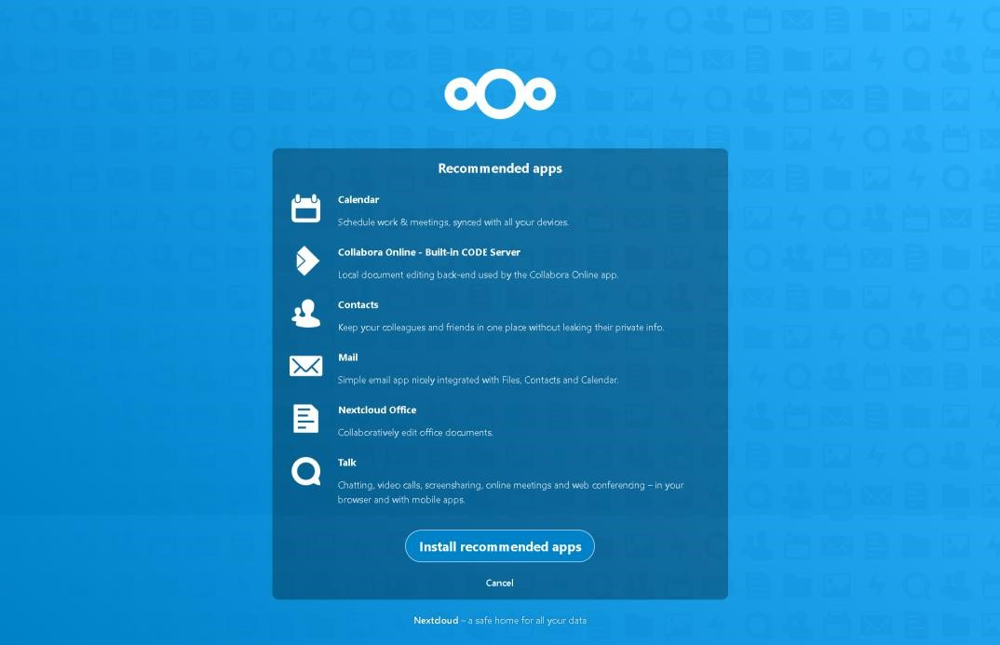 Recommended apps
Calendar
Schedule work & meetings, synced with all your devices.
Collabora Online - Built-in CODE Server
Local document editing back-end used by the Collabora Online app.
Contacts
Keep your colleagues and friends in one place without leaking their private info.
Mail
Simple email app nicely integrated with Files, Contacts and Calendar.
Nextcloud Office
Collaboratively edit office documents.
Talk
Chatting, video calls, screensharing, online meetings and web conferencing – in your
browser and with mobile apps.
Install recommended apps
Cancel
Nextcloud – a safe home for all your data